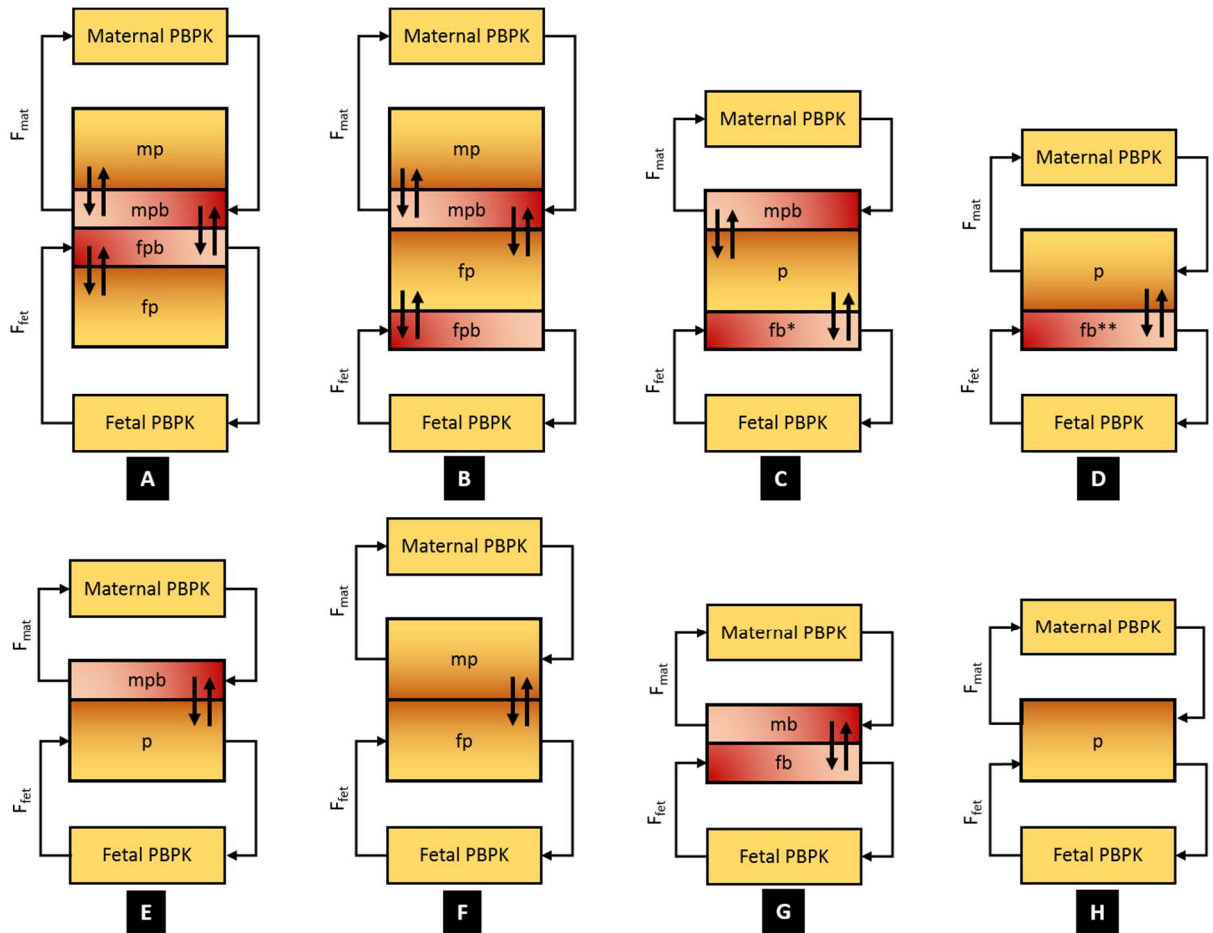 Maternal PBPK
F_mat
mp
mpb
fpb
fp
F_fet
Fetal PBPK
A
Maternal PBPK
F_mat
mp
mpb
fp
fpb
F_fet
Fetal PBPK
B
Maternal PBPK
F_mat
mpb
p
fb*
F_fet
Fetal PBPK
C
Maternal PBPK
F_mat
p
fb**
F_fet
Fetal PBPK
D
Maternal PBPK
F_mat
mpb
p
F_fet
Fetal PBPK
E
Maternal PBPK
F_mat
mp
fp
F_fet
Fetal PBPK
F
Maternal PBPK
F_mat
mb
fb
F_fet
Fetal PBPK
G
Maternal PBPK
F_mat
p
F_fet
Fetal PBPK
H